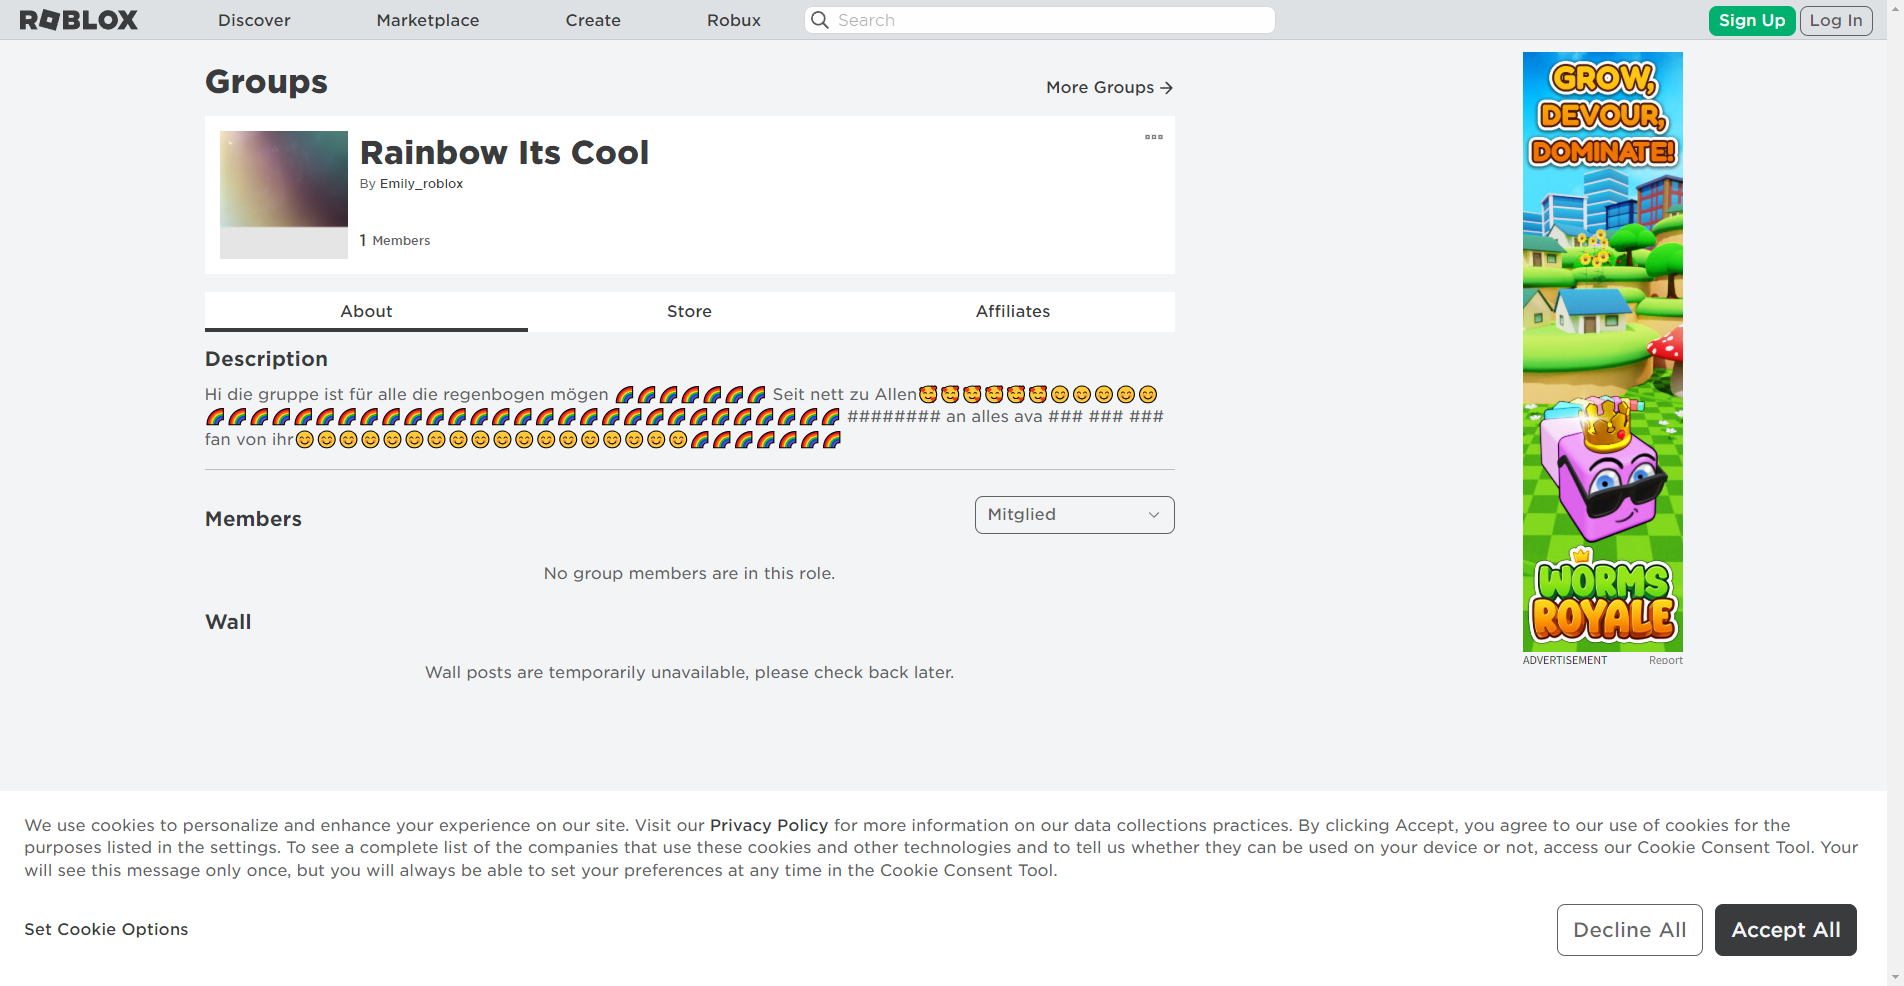 ROBLOX Discover Marketplace Create Robux Search Sign Up Log In
Groups
More Groups →
Rainbow Its Cool
By Emily_roblox
1 Members
About Store Affiliates
Description
Hi die gruppe ist für alle die regenbogen mögen 🌈🌈🌈🌈🌈🌈🌈 Seit nett zu Allen🥰🥰🥰🥰🥰🥰😊😊😊😊😊
🌈🌈🌈🌈🌈🌈🌈🌈🌈🌈🌈🌈🌈🌈🌈🌈🌈🌈🌈🌈🌈🌈🌈🌈🌈🌈🌈🌈🌈 ######## an alles ava ### ### ###
fan von ihr😊😊😊😊😊😊😊😊😊😊😊😊😊😊😊😊😊😊🌈🌈🌈🌈🌈🌈🌈
Members
Mitglied
No group members are in this role.
Wall
Wall posts are temporarily unavailable, please check back later.
GROW,
DEVOUR,
DOMINATE!
WORMS
ROYALE
ADVERTISEMENT Report
We use cookies to personalize and enhance your experience on our site. Visit our Privacy Policy for more information on our data collections practices. By clicking Accept, you agree to our use of cookies for the
purposes listed in the settings. To see a complete list of the companies that use these cookies and other technologies and to tell us whether they can be used on your device or not, access our Cookie Consent Tool. Your
will see this message only once, but you will always be able to set your preferences at any time in the Cookie Consent Tool.
Set Cookie Options
Decline All
Accept All